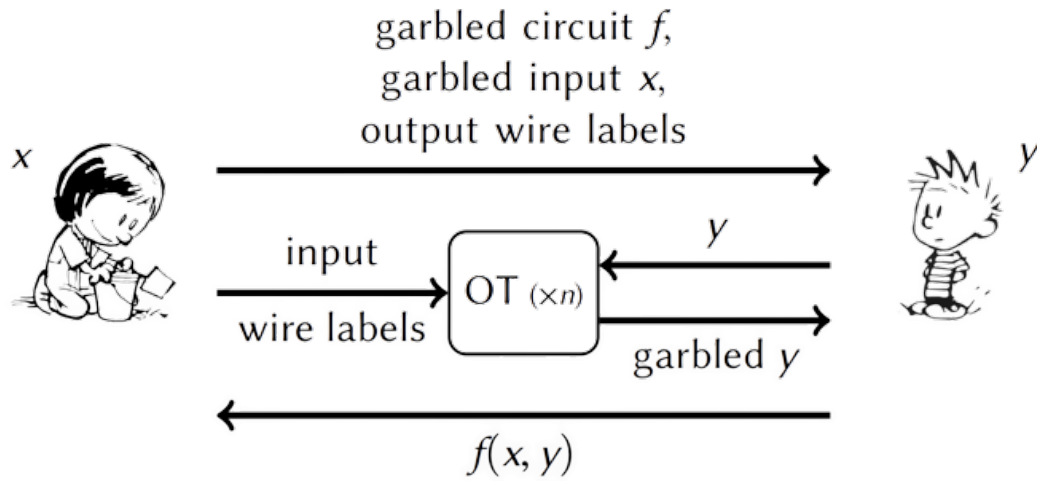 garbled circuit f,
garbled input x,
output wire labels
x
y
input
wire labels
OT (×n)
y
garbled y
f(x, y)